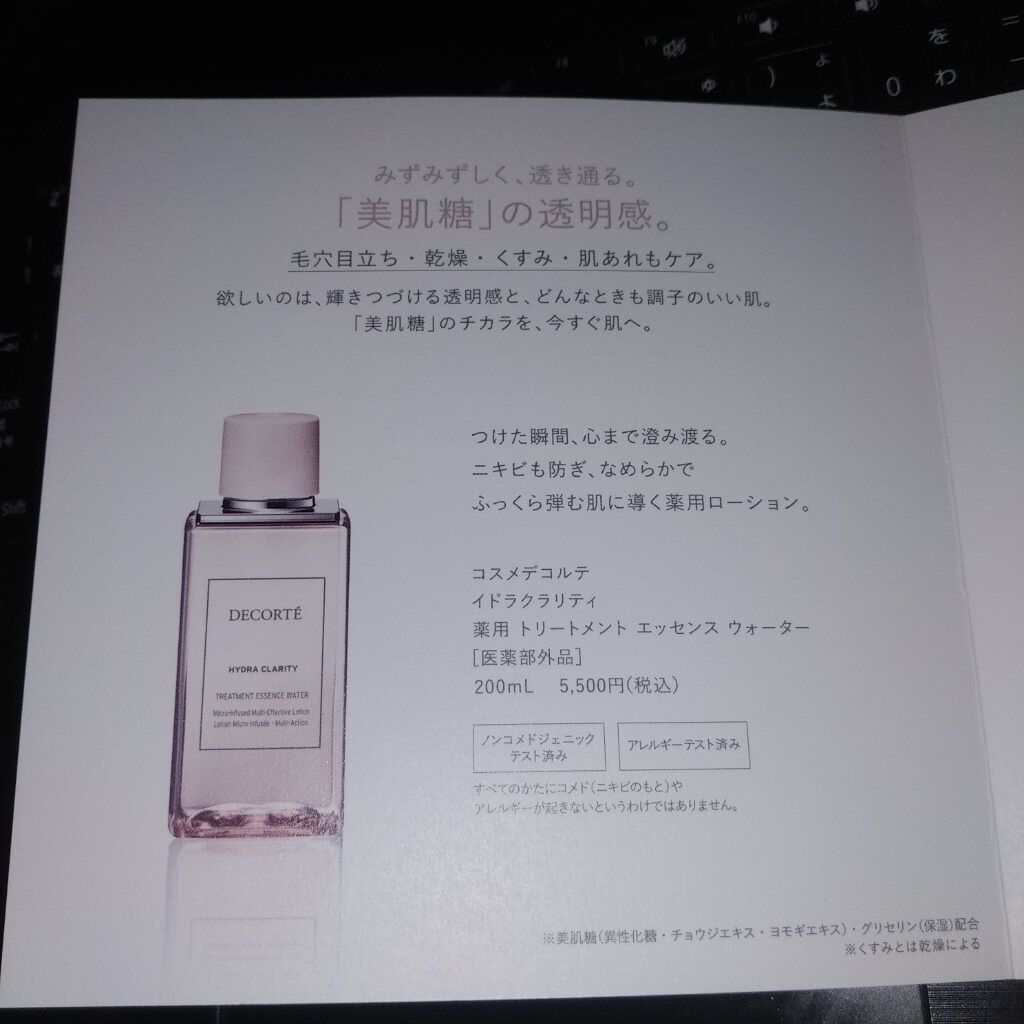 F8
F9
F10
ゅ
)
ょ
よ
を
0
わ
=
みずみずしく、透き通る。
「美肌糖」の透明感。
毛穴目立ち・乾燥・くすみ・肌あれもケア。
欲しいのは、輝きつづける透明感と、どんなときも調子のいい肌。
「美肌糖」のチカラを、今すぐ肌へ。
つけた瞬間、心まで澄み渡る。
ニキビも防ぎ、なめらかで
ふっくら弾む肌に導く薬用ローション。
コスメデコルテ
イドラクラリティ
薬用 トリートメント エッセンス ウォーター
[医薬部外品]
200mL 5,500円(税込)
ノンコメドジェニック
テスト済み
アレルギーテスト済み
すべてのかたにコメド(ニキビのもと)や
アレルギーが起きないというわけではありません。
DECORTÉ
HYDRA CLARITY
TREATMENT ESSENCE WATER
Micro-Infused Multi-Effective Lotion
Lotion Micro-Infusée - Multi-Action
※美肌糖(異性化糖・チョウジエキス・ヨモギエキス)・グリセリン(保湿)配合
※くすみとは乾燥による
Shift